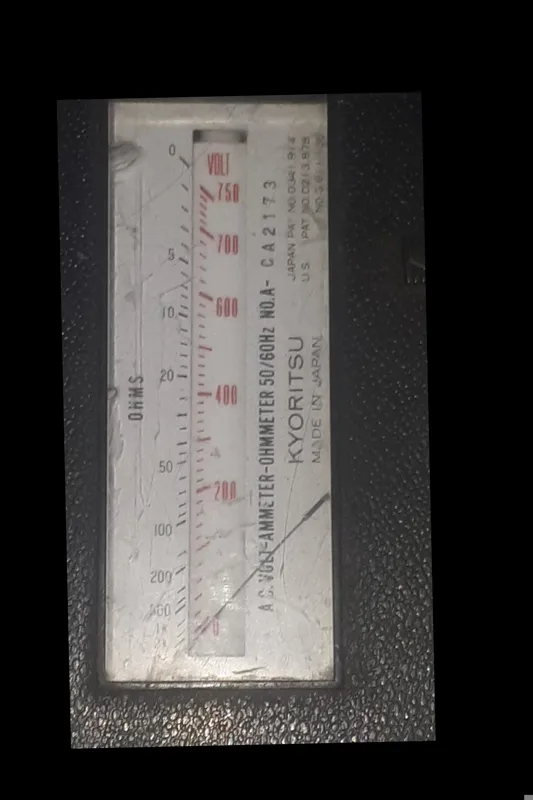 OHMS
0
5
10
20
50
100
200
VOLT
750
700
600
400
200
0
A.C. VOLT-AMMETER-OHMMETER 50/60Hz NO.A- CA2173
KYORITSU
MADE IN JAPAN
JAPAN PAT NO.
U.S. PAT NO.